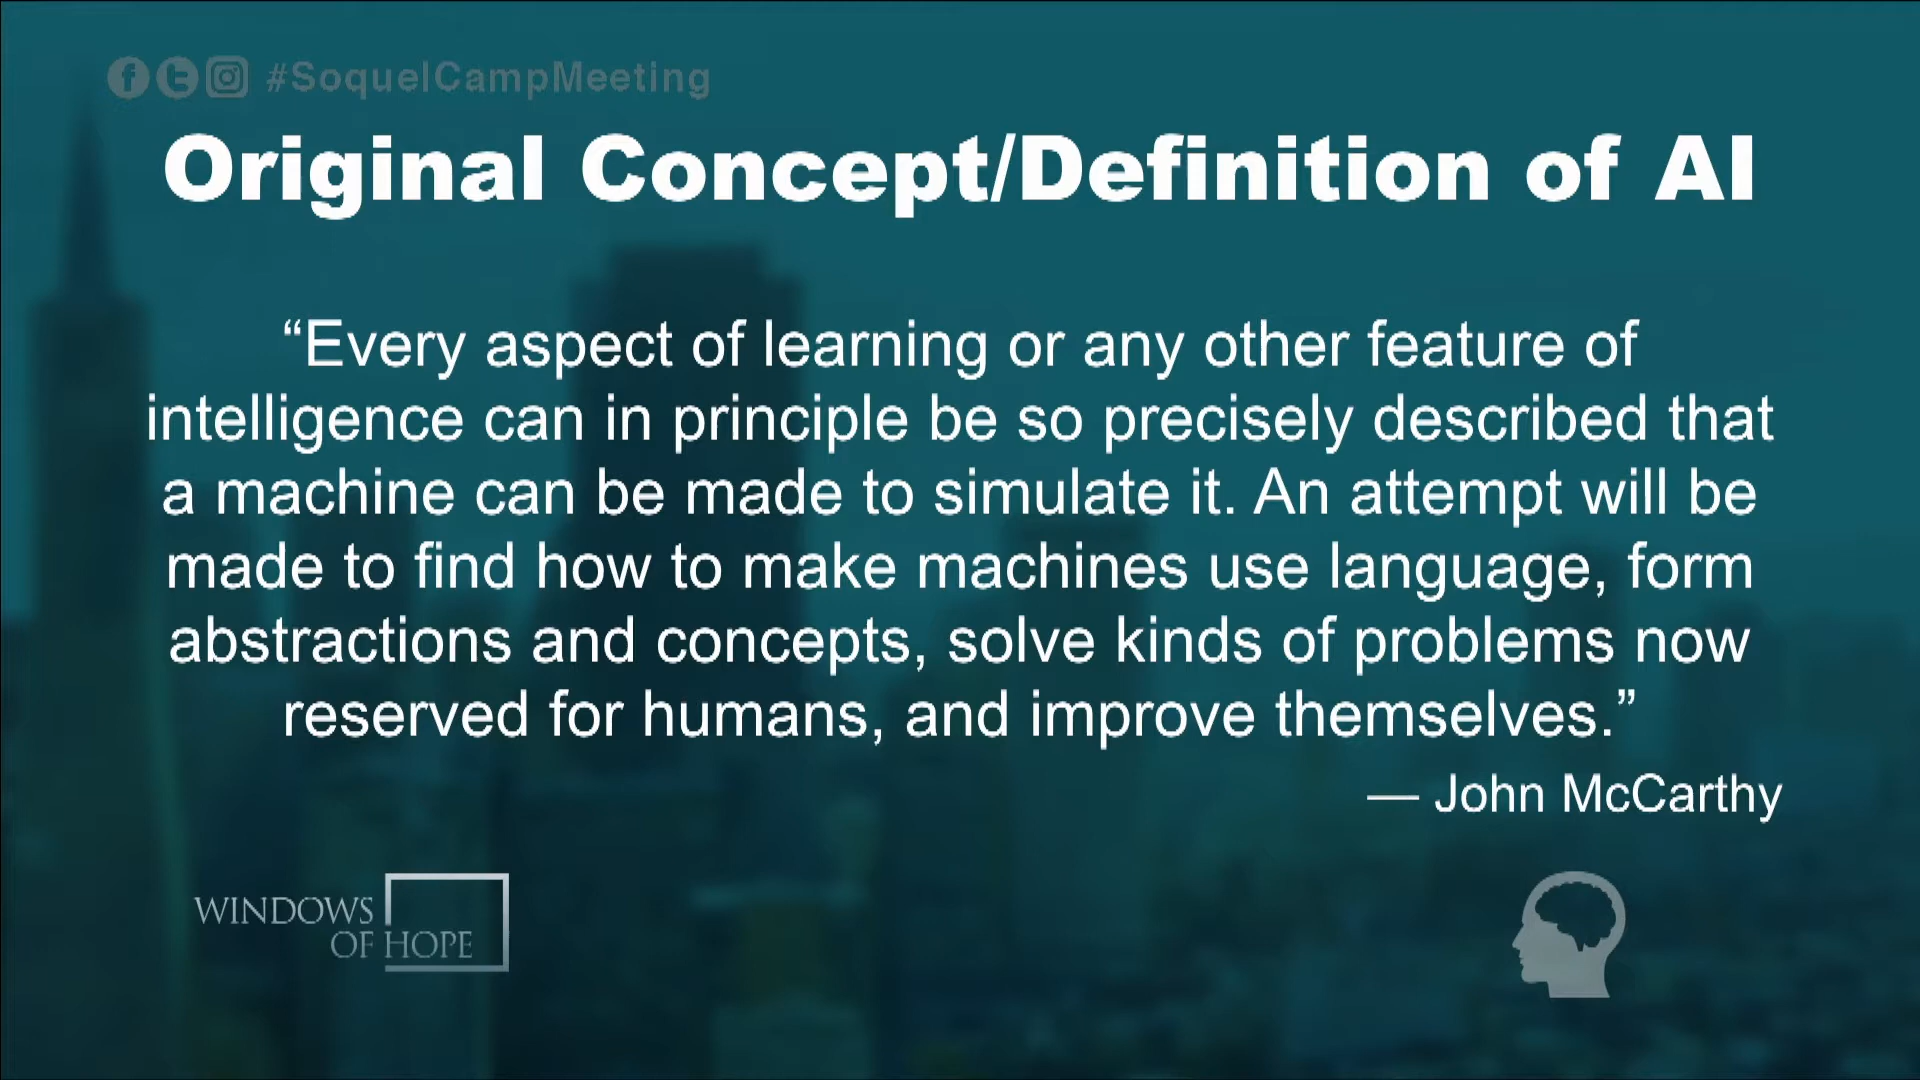 #SoquelCampMeeting
Original Concept/Definition of AI
“Every aspect of learning or any other feature of
intelligence can in principle be so precisely described that
a machine can be made to simulate it. An attempt will be
made to find how to make machines use language, form
abstractions and concepts, solve kinds of problems now
reserved for humans, and improve themselves.”
— John McCarthy
WINDOWS
OF HOPE